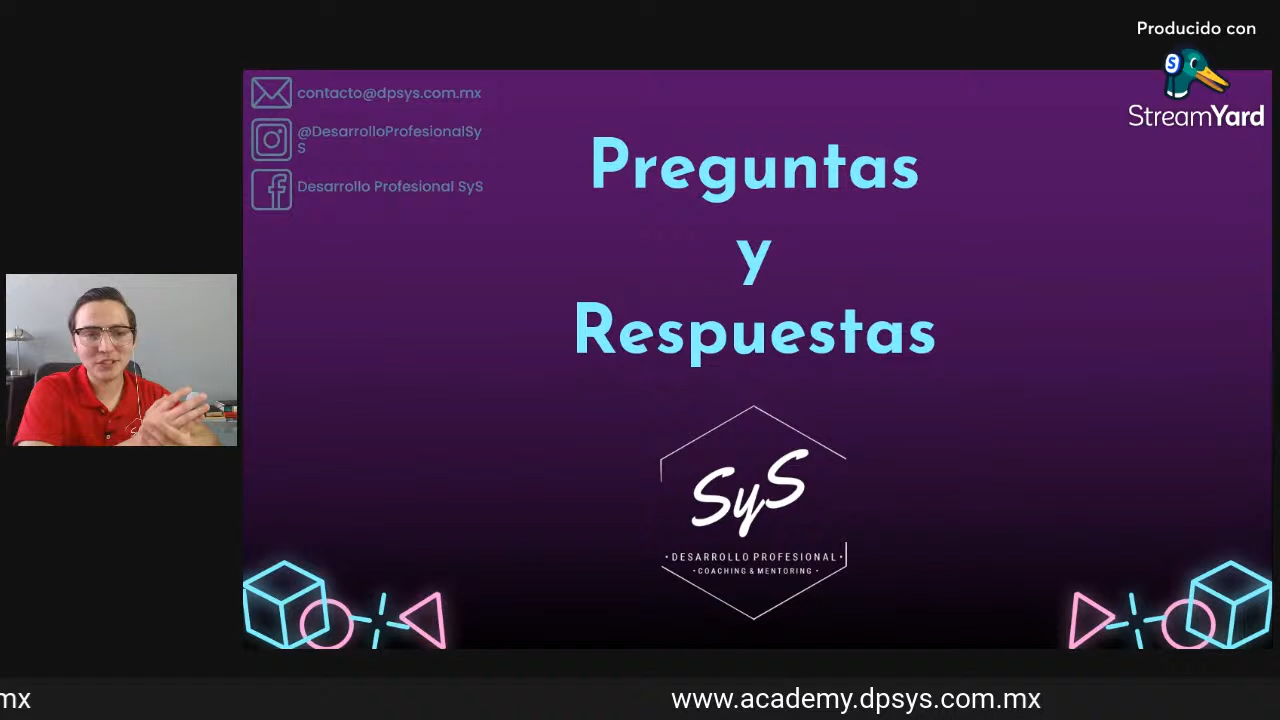 Producido con
StreamYard
contacto@dpsys.com.mx
@DesarrolloProfesionalSy
S
Desarrollo Profesional SyS
Preguntas
y
Respuestas
SyS
• DESARROLLO PROFESIONAL •
• COACHING & MENTORING •
mx
www.academy.dpsys.com.mx